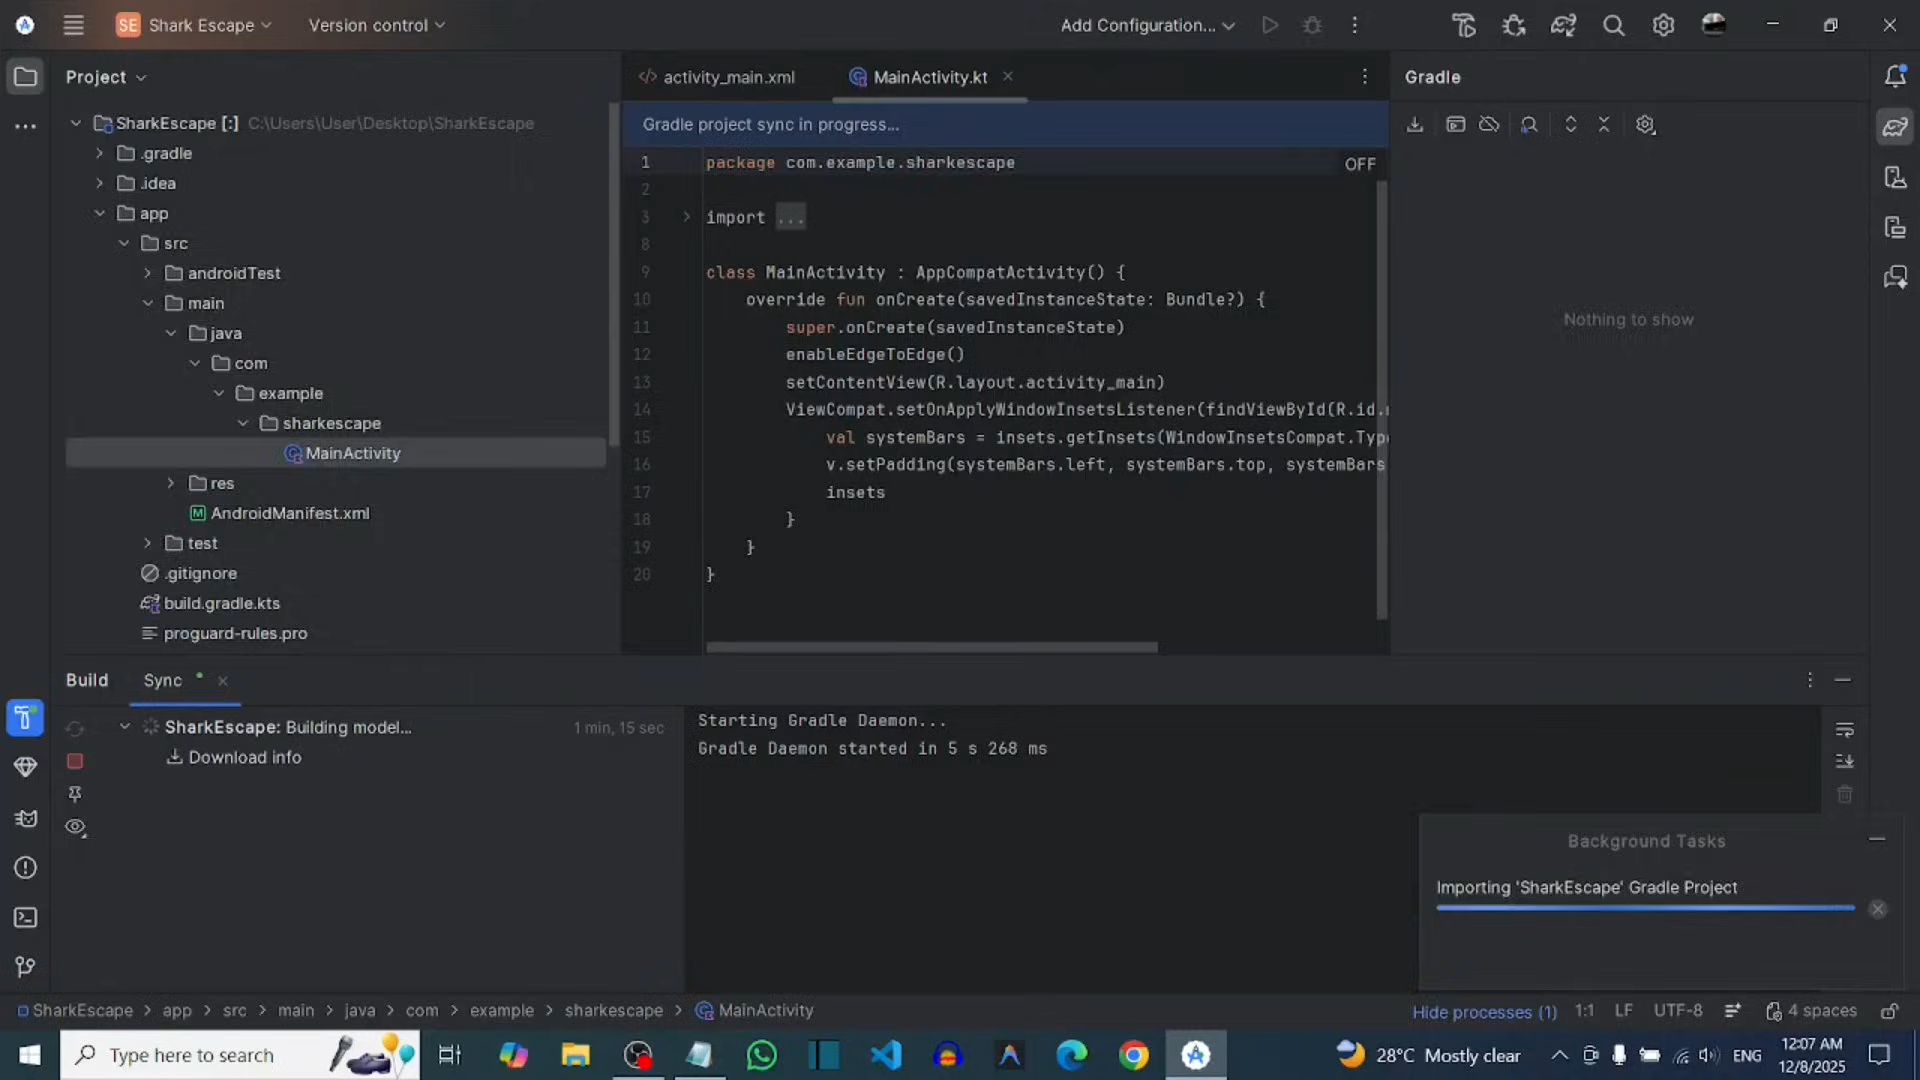 SE Shark Escape
Version control
Add Configuration...
Project
SharkEscape [:] C:\Users\User\Desktop\SharkEscape
.gradle
.idea
app
src
androidTest
main
java
com
example
sharkescape
MainActivity
res
AndroidManifest.xml
test
.gitignore
build.gradle.kts
proguard-rules.pro
activity_main.xml
MainActivity.kt
Gradle project sync in progress...
OFF
1 package com.example.sharkescape
2
3 import ...
8
9 class MainActivity : AppCompatActivity() {
10 override fun onCreate(savedInstanceState: Bundle?) {
11 super.onCreate(savedInstanceState)
12 enableEdgeToEdge()
13 setContentView(R.layout.activity_main)
14 ViewCompat.setOnApplyWindowInsetsListener(findViewById(R.id.
15 val systemBars = insets.getInsets(WindowInsetsCompat.Type
16 v.setPadding(systemBars.left, systemBars.top, systemBars
17 insets
18 }
19 }
20 }
Gradle
Nothing to show
Build
Sync
SharkEscape: Building model... 1 min, 15 sec
Download info
Starting Gradle Daemon...
Gradle Daemon started in 5 s 268 ms
Background Tasks
Importing 'SharkEscape' Gradle Project
SharkEscape > app > src > main > java > com > example > sharkescape > MainActivity
Hide processes (1) 1:1 LF UTF-8 4 spaces
Type here to search
28°C Mostly clear
ENG
12:07 AM
12/8/2025